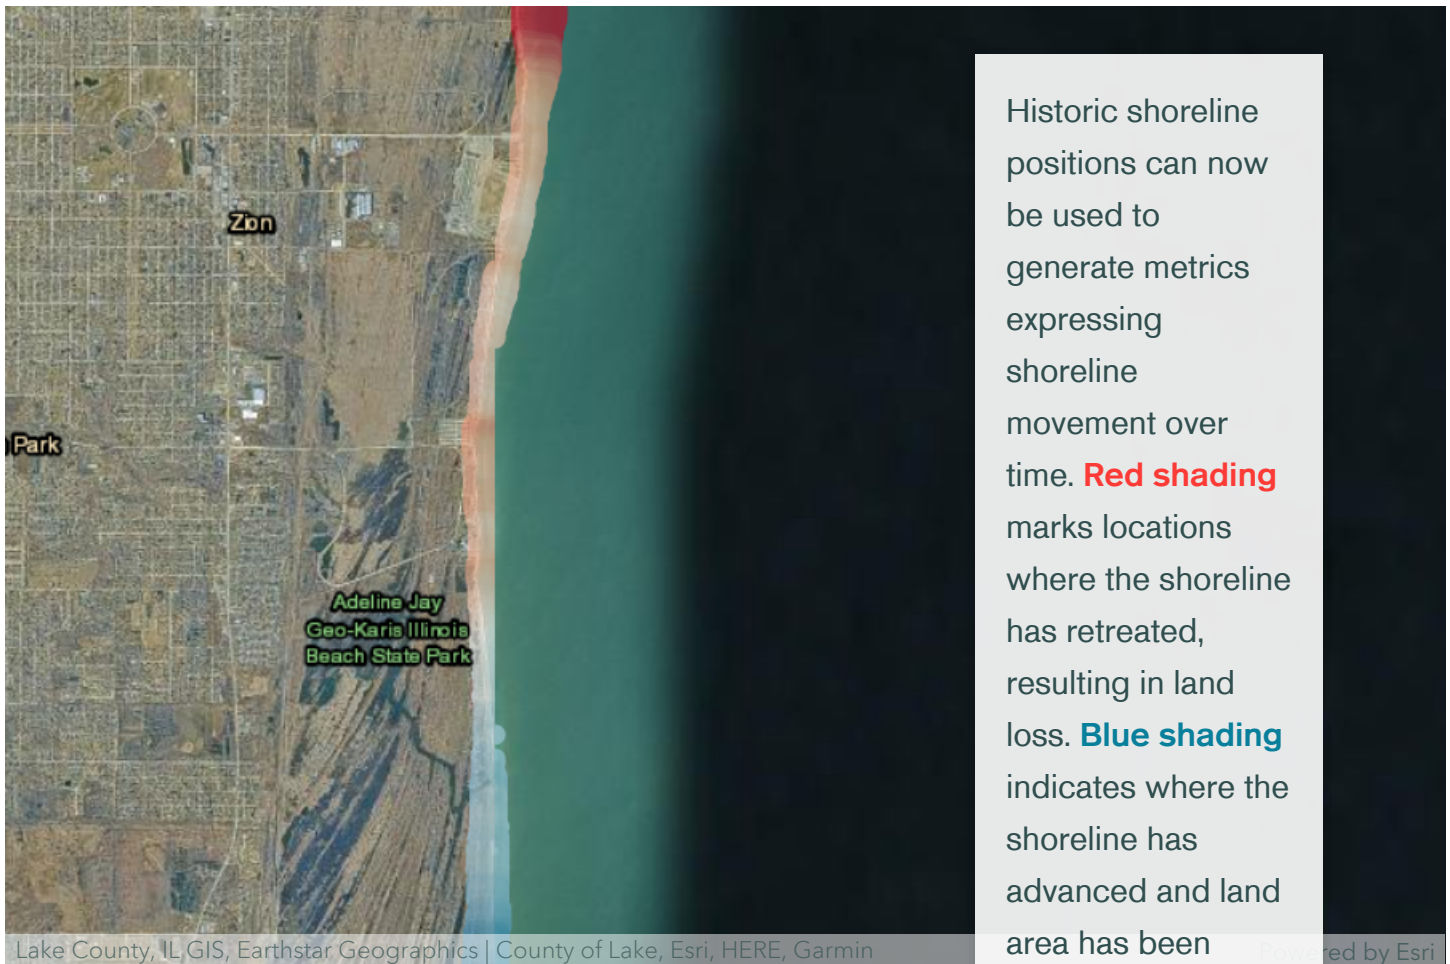 Zion
Park
Adeline Jay
Geo-Karis Illinois
Beach State Park
Historic shoreline
positions can now
be used to
generate metrics
expressing
shoreline
movement over
time. Red shading
marks locations
where the shoreline
has retreated,
resulting in land
loss. Blue shading
indicates where the
shoreline has
advanced and land
area has been
Lake County, IL GIS, Earthstar Geographics | County of Lake, Esri, HERE, Garmin
Powered by Esri